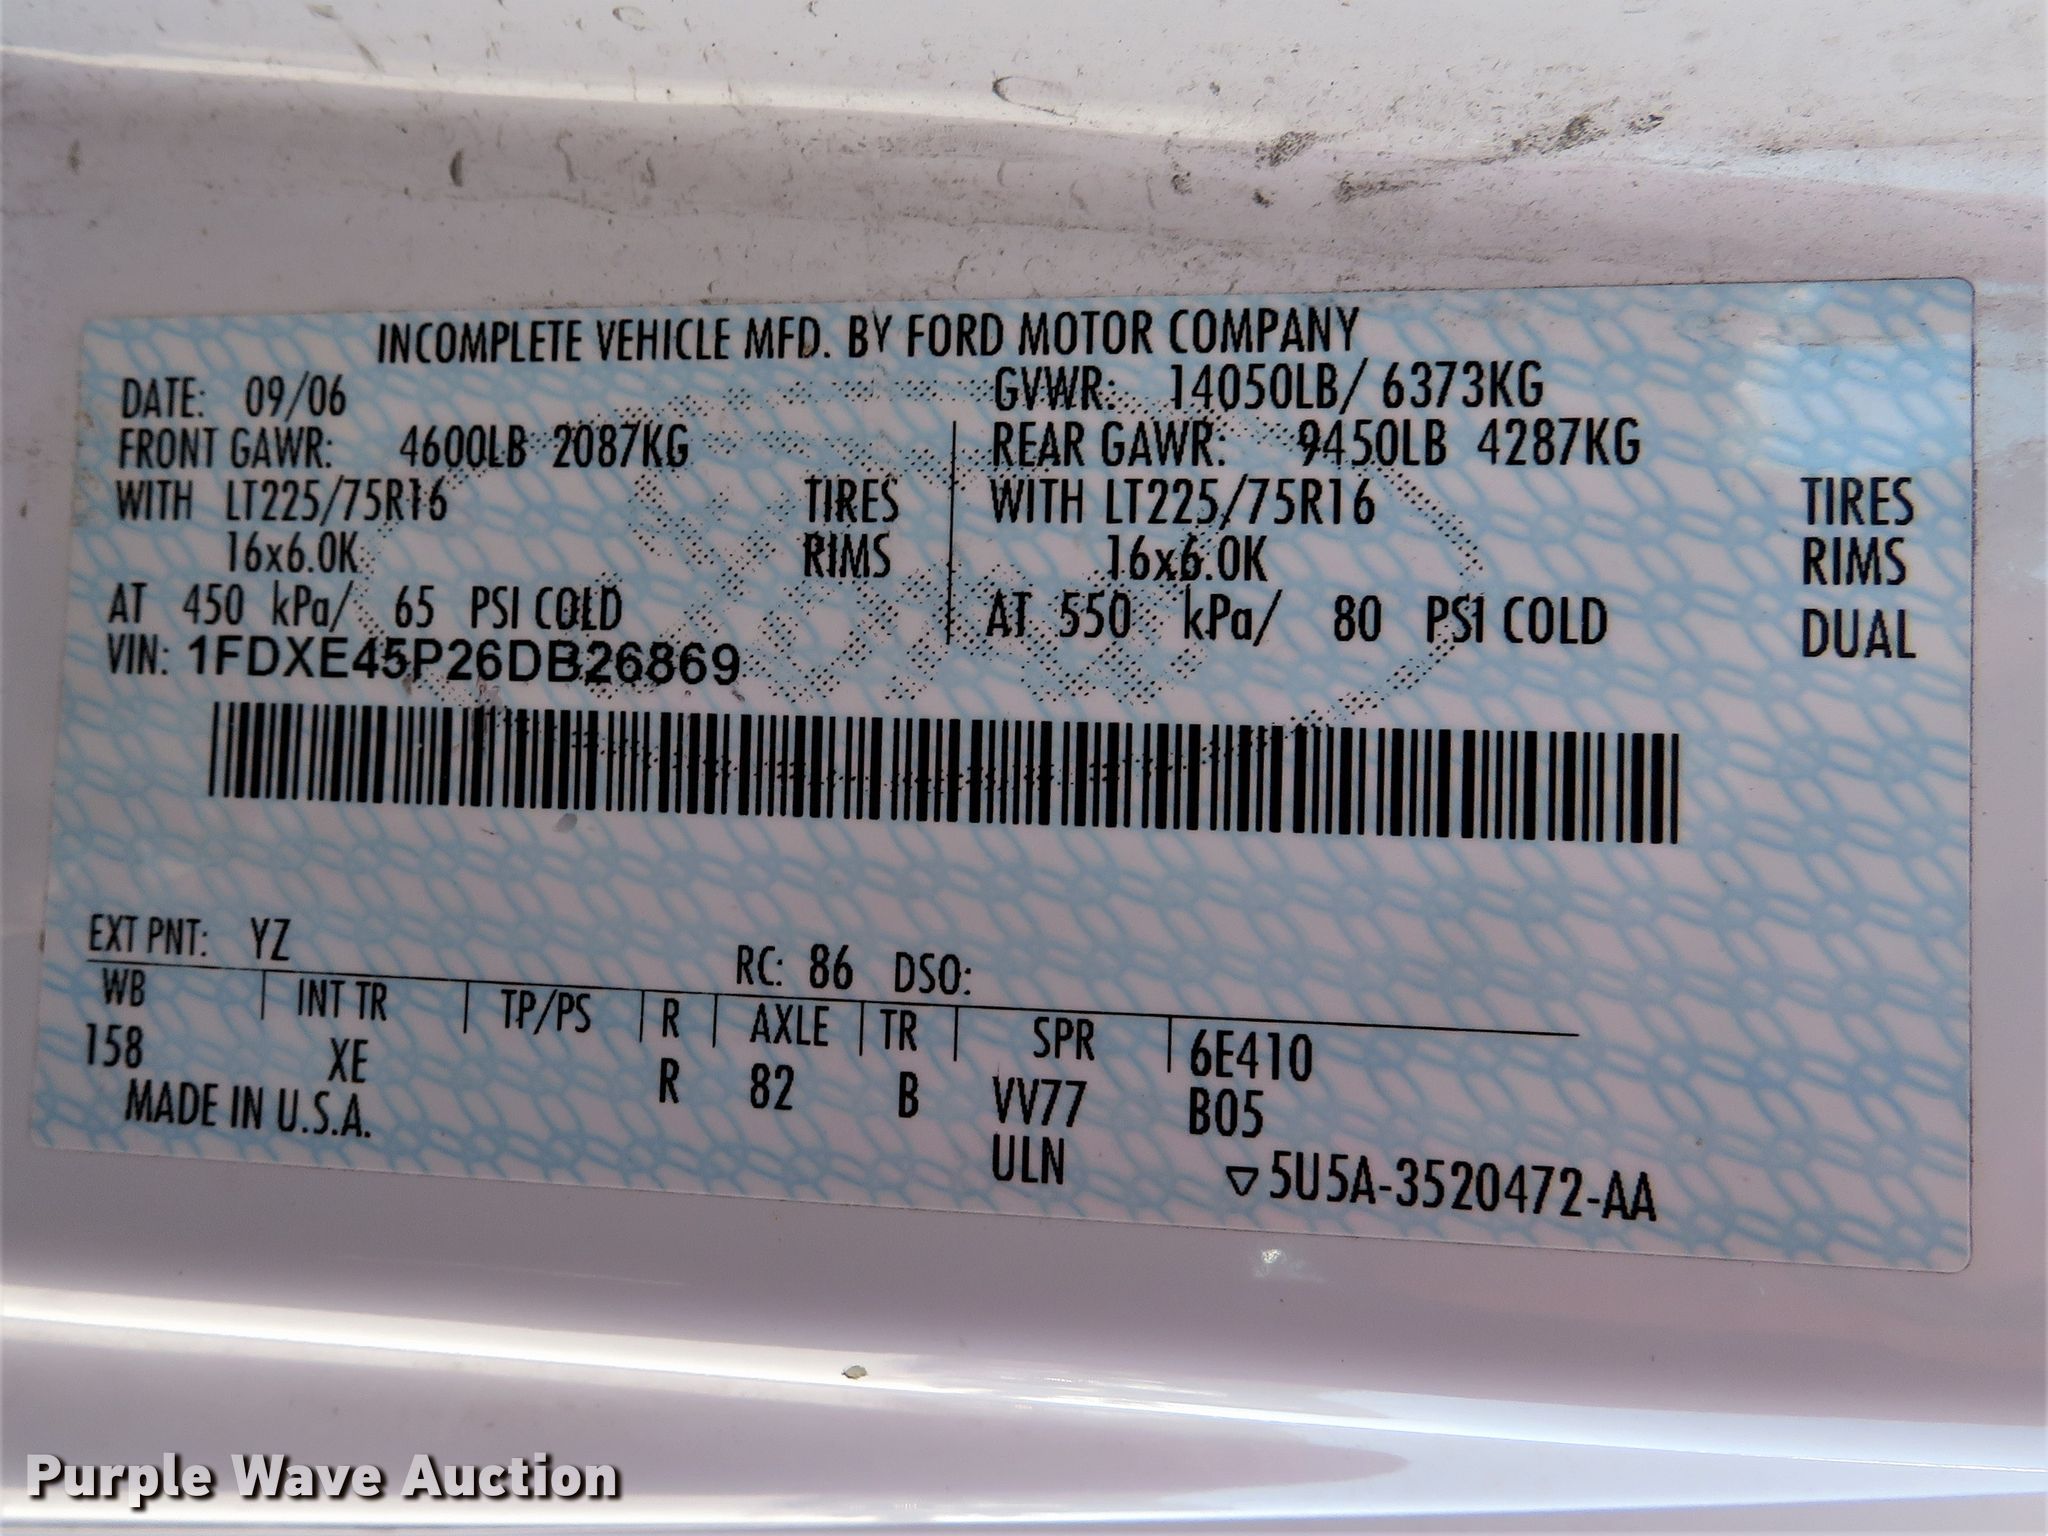 INCOMPLETE VEHICLE MFD. BY FORD MOTOR COMPANY
DATE: 09/06 GVWR: 14050LB/ 6373KG
FRONT GAWR: 4600LB 2087KG REAR GAWR: 9450LB 4287KG
WITH LT225/75R16 TIRES WITH LT225/75R16 TIRES
16x6.0K RIMS 16x6.0K RIMS
AT 450 kPa/ 65 PSI COLD AT 550 kPa/ 80 PSI COLD DUAL
VIN: 1FDXE45P26DB26869
EXT PNT: YZ RC: 86 DSO:
WB INT TR TP/PS R AXLE TR SPR 6E410
158 XE R 82 B VV77 B05
MADE IN U.S.A. ULN ▽5U5A-3520472-AA
Purple Wave Auction